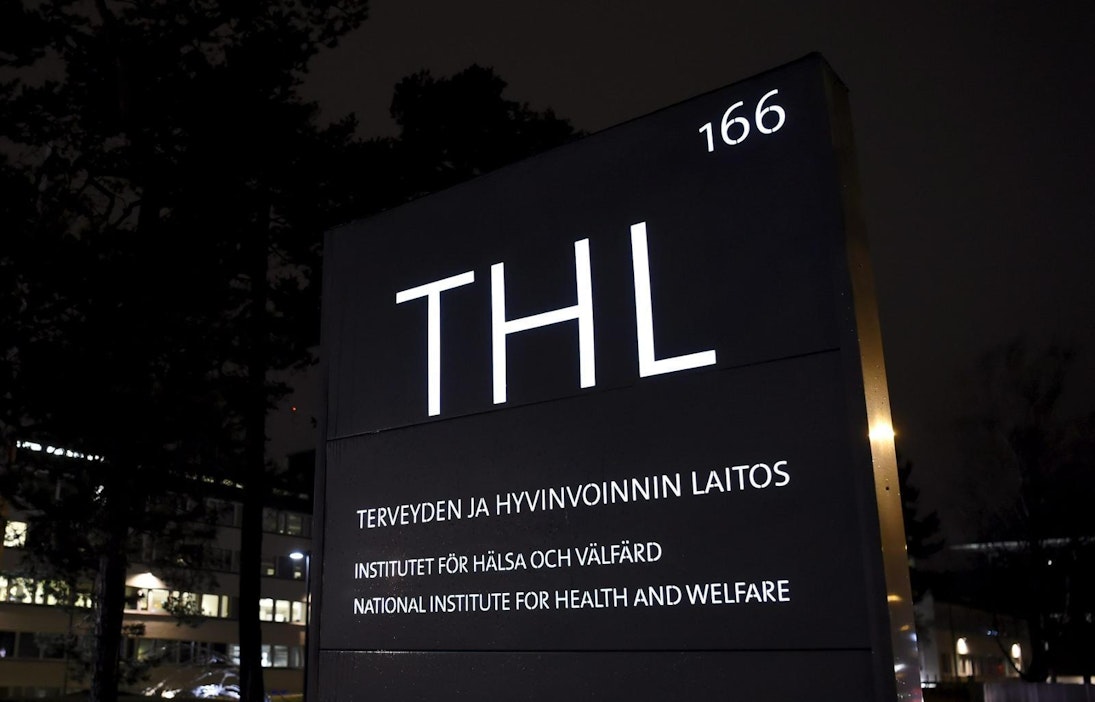 166
THL
TERVEYDEN JA HYVINVOINNIN LAITOS
INSTITUTET FÖR HÄLSA OCH VÄLFÄRD
NATIONAL INSTITUTE FOR HEALTH AND WELFARE